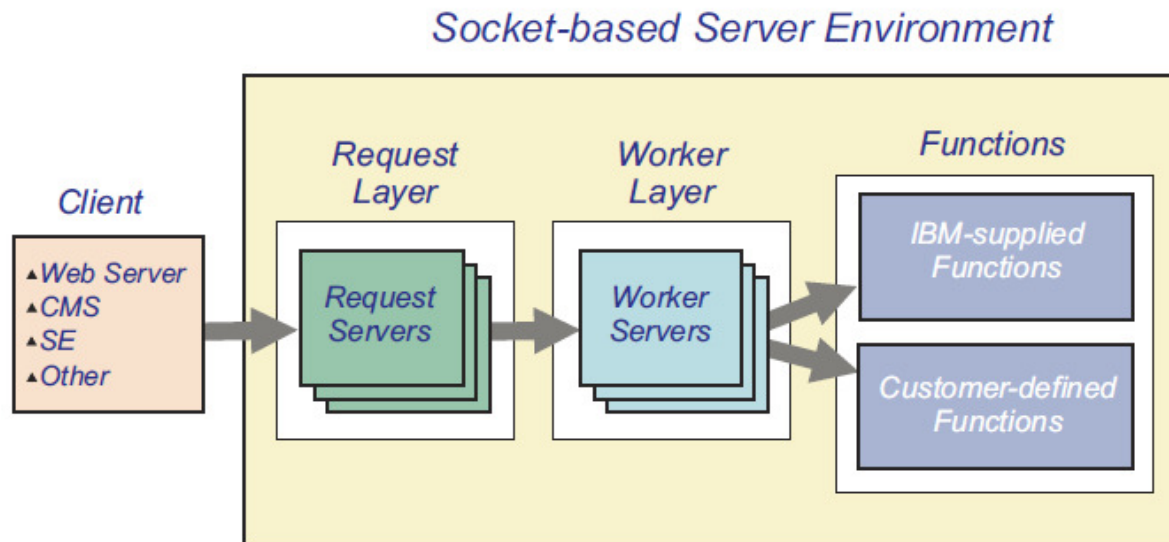 Socket-based Server Environment
Client
▲Web Server
▲CMS
▲SE
▲Other
Request
Layer
Request
Servers
Worker
Layer
Worker
Servers
Functions
IBM-supplied
Functions
Customer-defined
Functions